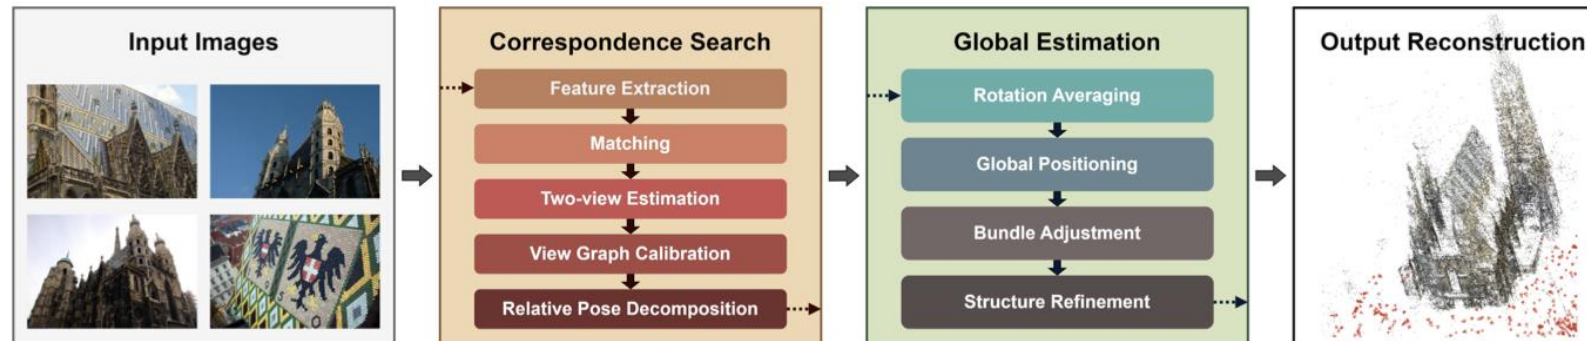 Input Images
Correspondence Search
Feature Extraction
Matching
Two-view Estimation
View Graph Calibration
Relative Pose Decomposition
Global Estimation
Rotation Averaging
Global Positioning
Bundle Adjustment
Structure Refinement
Output Reconstruction